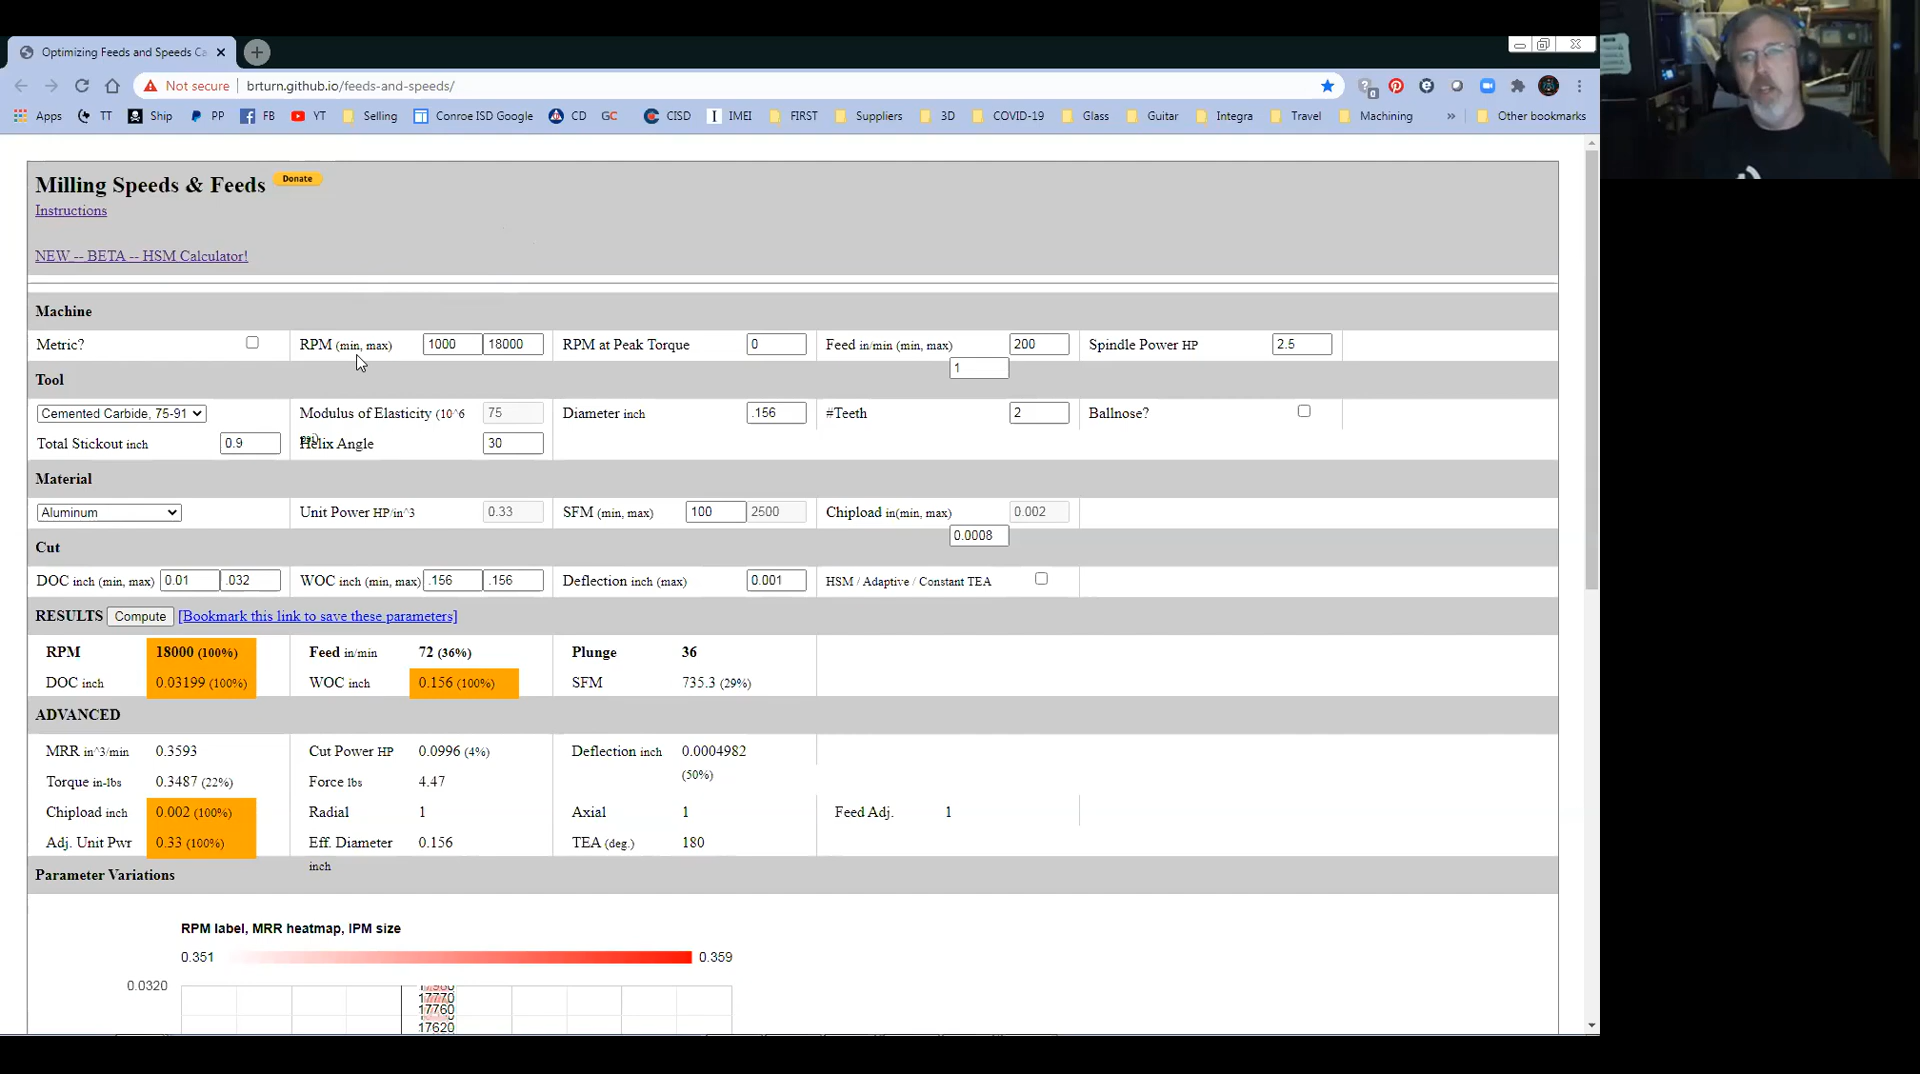 Optimizing Feeds and Speeds Ca
Not secure brturn.github.io/feeds-and-speeds/
Apps TT Ship PP FB YT Selling Conroe ISD Google CD GC CISD IMEI FIRST Suppliers 3D COVID-19 Glass Guitar Integra Travel Machining » Other bookmarks
Milling Speeds & Feeds Donate
Instructions
NEW -- BETA -- HSM Calculator!
Machine
Metric? RPM (min, max) 1000 18000 RPM at Peak Torque 0 Feed in/min (min, max) 200 Spindle Power HP 2.5
1
Tool
Cemented Carbide, 75-91 Modulus of Elasticity (10^6 75 Diameter inch .156 #Teeth 2 Ballnose?
Total Stickout inch 0.9 Helix Angle 30
Material
Aluminum Unit Power HP/in^3 0.33 SFM (min, max) 100 2500 Chipload in(min, max) 0.002
0.0008
Cut
DOC inch (min, max) 0.01 .032 WOC inch (min, max) .156 .156 Deflection inch (max) 0.001 HSM / Adaptive / Constant TEA
RESULTS Compute [Bookmark this link to save these parameters]
RPM 18000 (100%) Feed in/min 72 (36%) Plunge 36
DOC inch 0.03199 (100%) WOC inch 0.156 (100%) SFM 735.3 (29%)
ADVANCED
MRR in^3/min 0.3593 Cut Power HP 0.0996 (4%) Deflection inch 0.0004982
(50%)
Torque in-lbs 0.3487 (22%) Force lbs 4.47
Chipload inch 0.002 (100%) Radial 1 Axial 1 Feed Adj. 1
Adj. Unit Pwr 0.33 (100%) Eff. Diameter 0.156 TEA (deg.) 180
inch
Parameter Variations
RPM label, MRR heatmap, IPM size
0.351 0.359
0.0320
17770
17760
17620